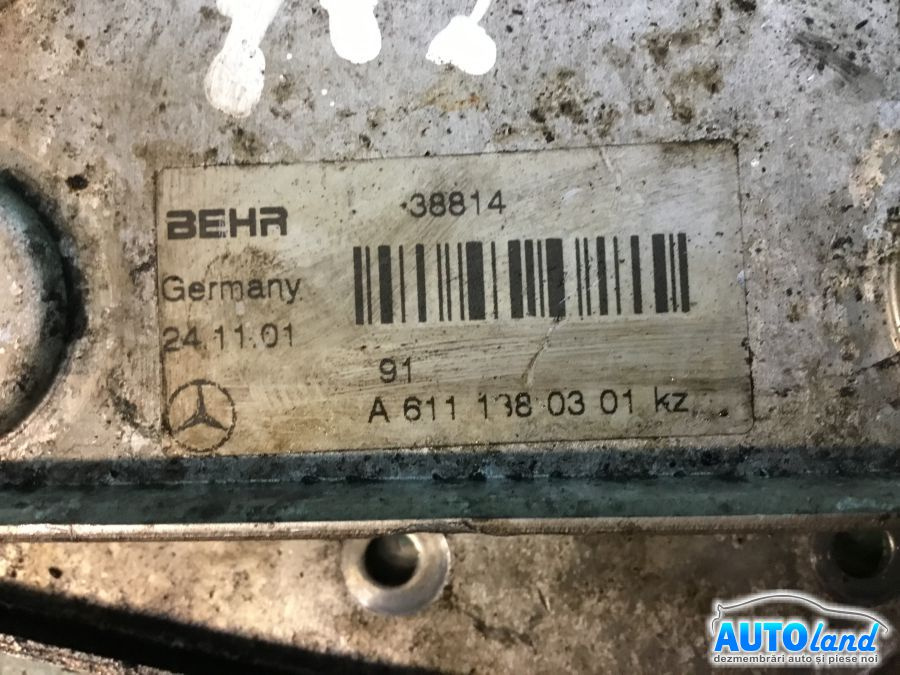 BEHR
38814
Germany
24.11.01
91
A 611 188 03 01 kz
AUTOland
dezmembrări auto și piese noi